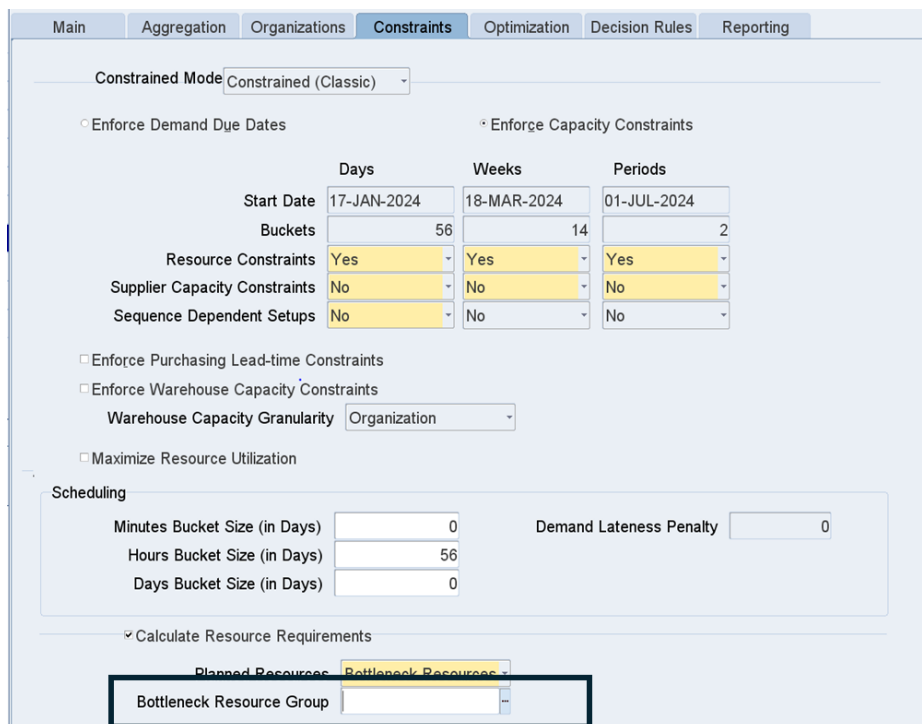 Main Aggregation Organizations Constraints Optimization Decision Rules Reporting
Constrained Mode Constrained (Classic)
Enforce Demand Due Dates Enforce Capacity Constraints
Days Weeks Periods
Start Date 17-JAN-2024 18-MAR-2024 01-JUL-2024
Buckets 56 14 2
Resource Constraints Yes Yes Yes
Supplier Capacity Constraints No No No
Sequence Dependent Setups No No No
Enforce Purchasing Lead-time Constraints
Enforce Warehouse Capacity Constraints
Warehouse Capacity Granularity Organization
Maximize Resource Utilization
Scheduling
Minutes Bucket Size (in Days) 0 Demand Lateness Penalty 0
Hours Bucket Size (in Days) 56
Days Bucket Size (in Days) 0
Calculate Resource Requirements
Planned Resources Bottleneck Resources
Bottleneck Resource Group